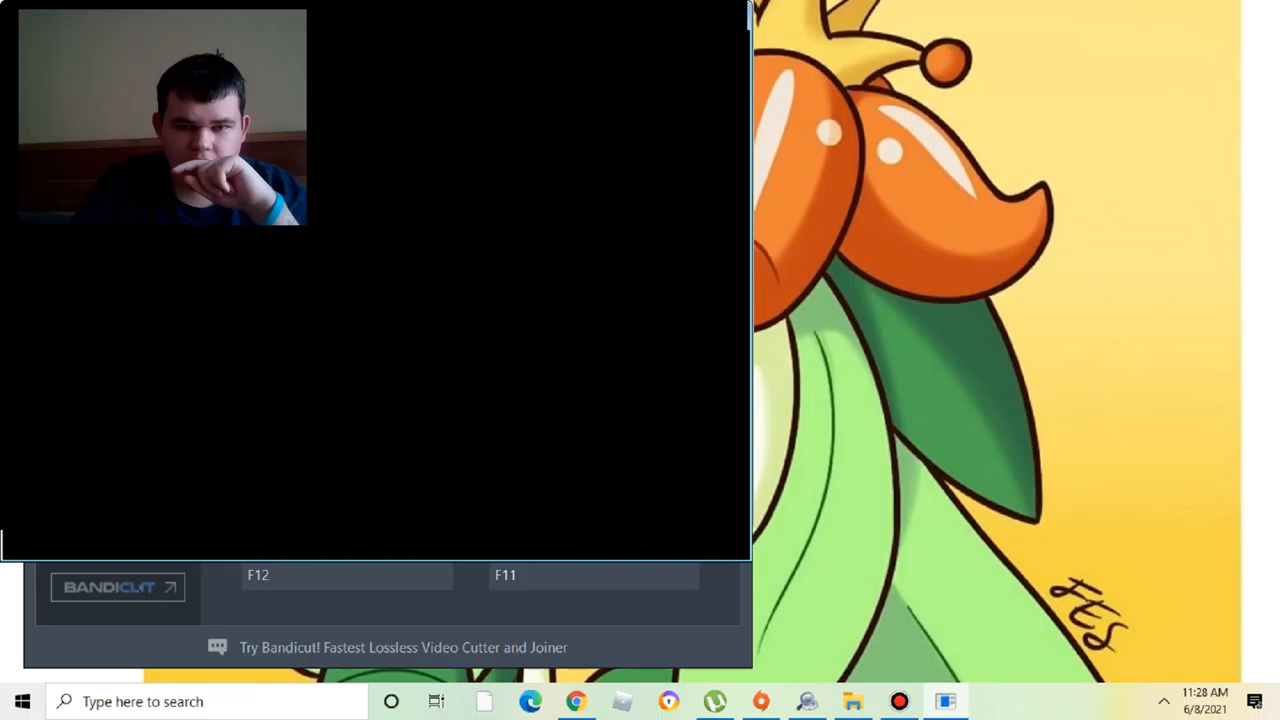 F12 F11
BANDICUT
Try Bandicut! Fastest Lossless Video Cutter and Joiner
FES
Type here to search
11:28 AM
6/8/2021